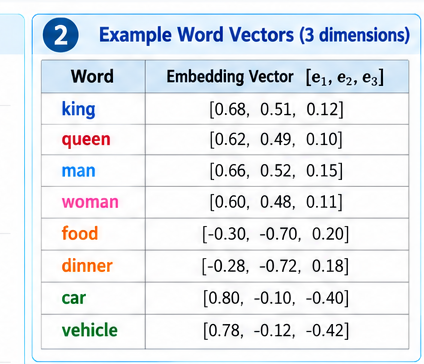 2 Example Word Vectors (3 dimensions)
Word Embedding Vector [e₁, e₂, e₃]
king [0.68, 0.51, 0.12]
queen [0.62, 0.49, 0.10]
man [0.66, 0.52, 0.15]
woman [0.60, 0.48, 0.11]
food [-0.30, -0.70, 0.20]
dinner [-0.28, -0.72, 0.18]
car [0.80, -0.10, -0.40]
vehicle [0.78, -0.12, -0.42]